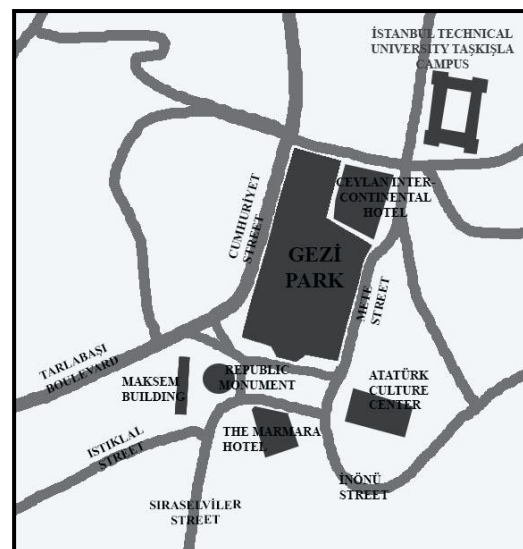 İSTANBUL TECHNICAL
UNIVERSITY TAŞKIŞLA
CAMPUS
CEYLAN INTER-
CONTINENTAL
HOTEL
CUMHURİYET
STREET
GEZİ
PARK
METE
STREET
TARLABAŞI
BOULEVARD
MAKSEM
BUILDING
REPUBLIC
MONUMENT
ATATÜRK
CULTURE
CENTER
ISTIKLAL
STREET
THE MARMARA
HOTEL
İNÖNÜ
STREET
SIRASELVİLER
STREET